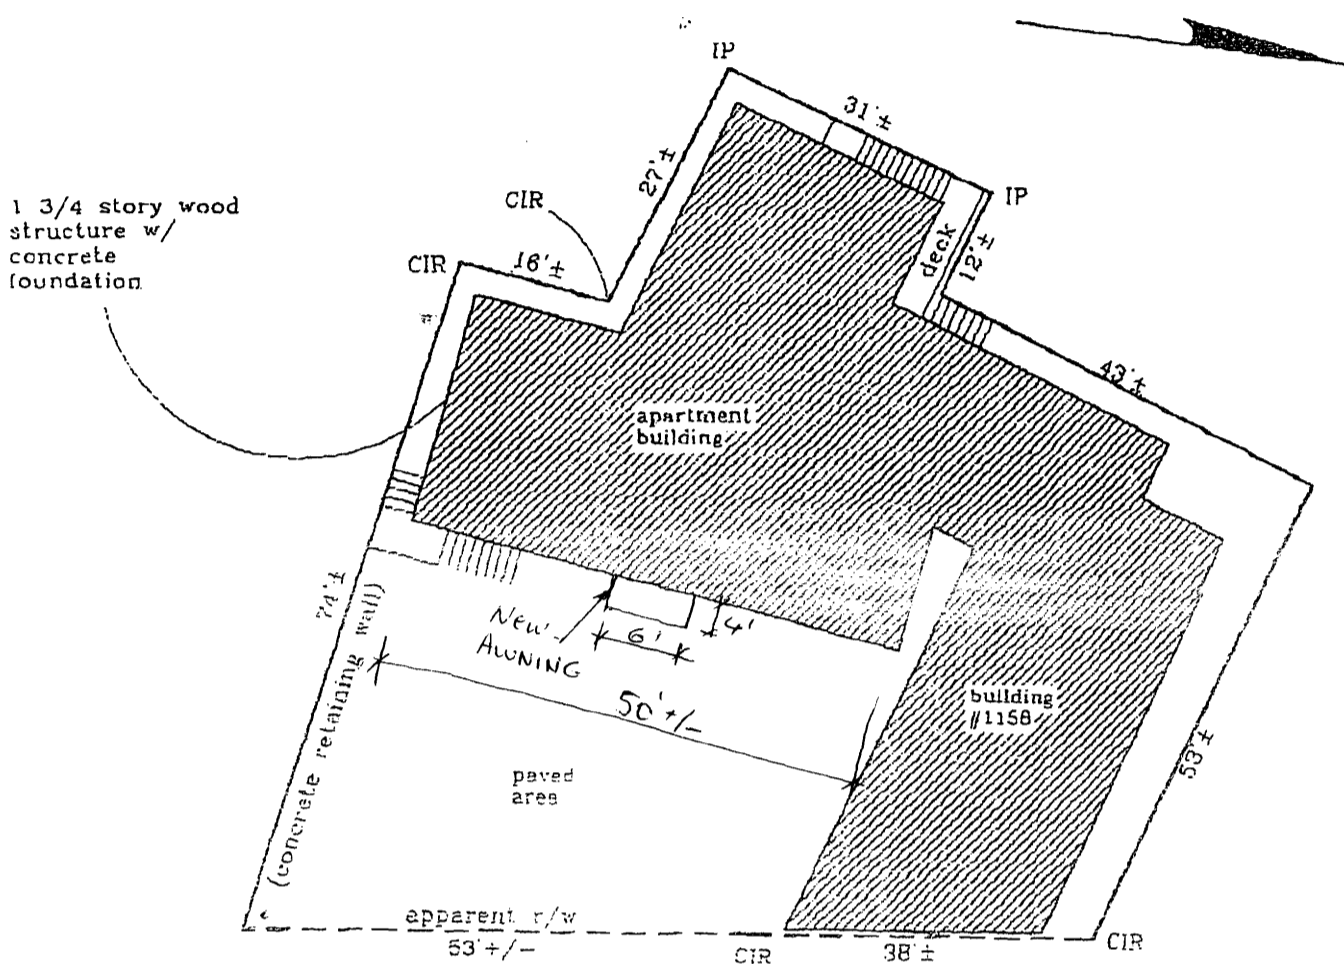 IP
31'±
27'±
IP
CIR
1 3/4 story wood
structure w/
concrete
foundation
deck
12'±
CIR
16'±
43'±
apartment
building
74'±
(concrete retaining wall)
NEW
AWNING
6'
4'
50'+/-
building
#1158
53'±
paved
area
apparent r/w
53'+/-
CIR
38'±
CIR